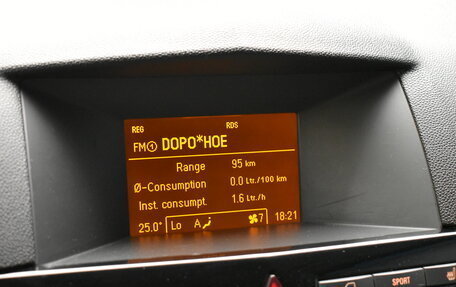 REG RDS
FM1 DOPO*HOE
Range 95 km
Ø-Consumption 0.0 Ltr./100 km
Inst. consumpt. 1.6 Ltr./h
25.0° Lo A 7 18:21
SPORT